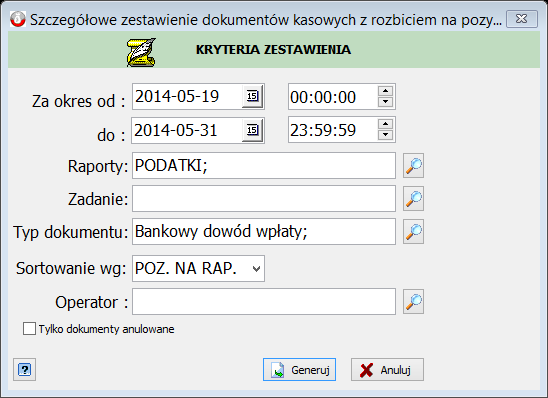 Szczegółowe zestawienie dokumentów kasowych z rozbiciem na pozy...
KRYTERIA ZESTAWIENIA
Za okres od : 2014-05-19 15 00:00:00
do : 2014-05-31 15 23:59:59
Raporty: PODATKI;
Zadanie:
Typ dokumentu: Bankowy dowód wpłaty;
Sortowanie wg: POZ. NA RAP.
Operator :
Tylko dokumenty anulowane
? Generuj Anuluj